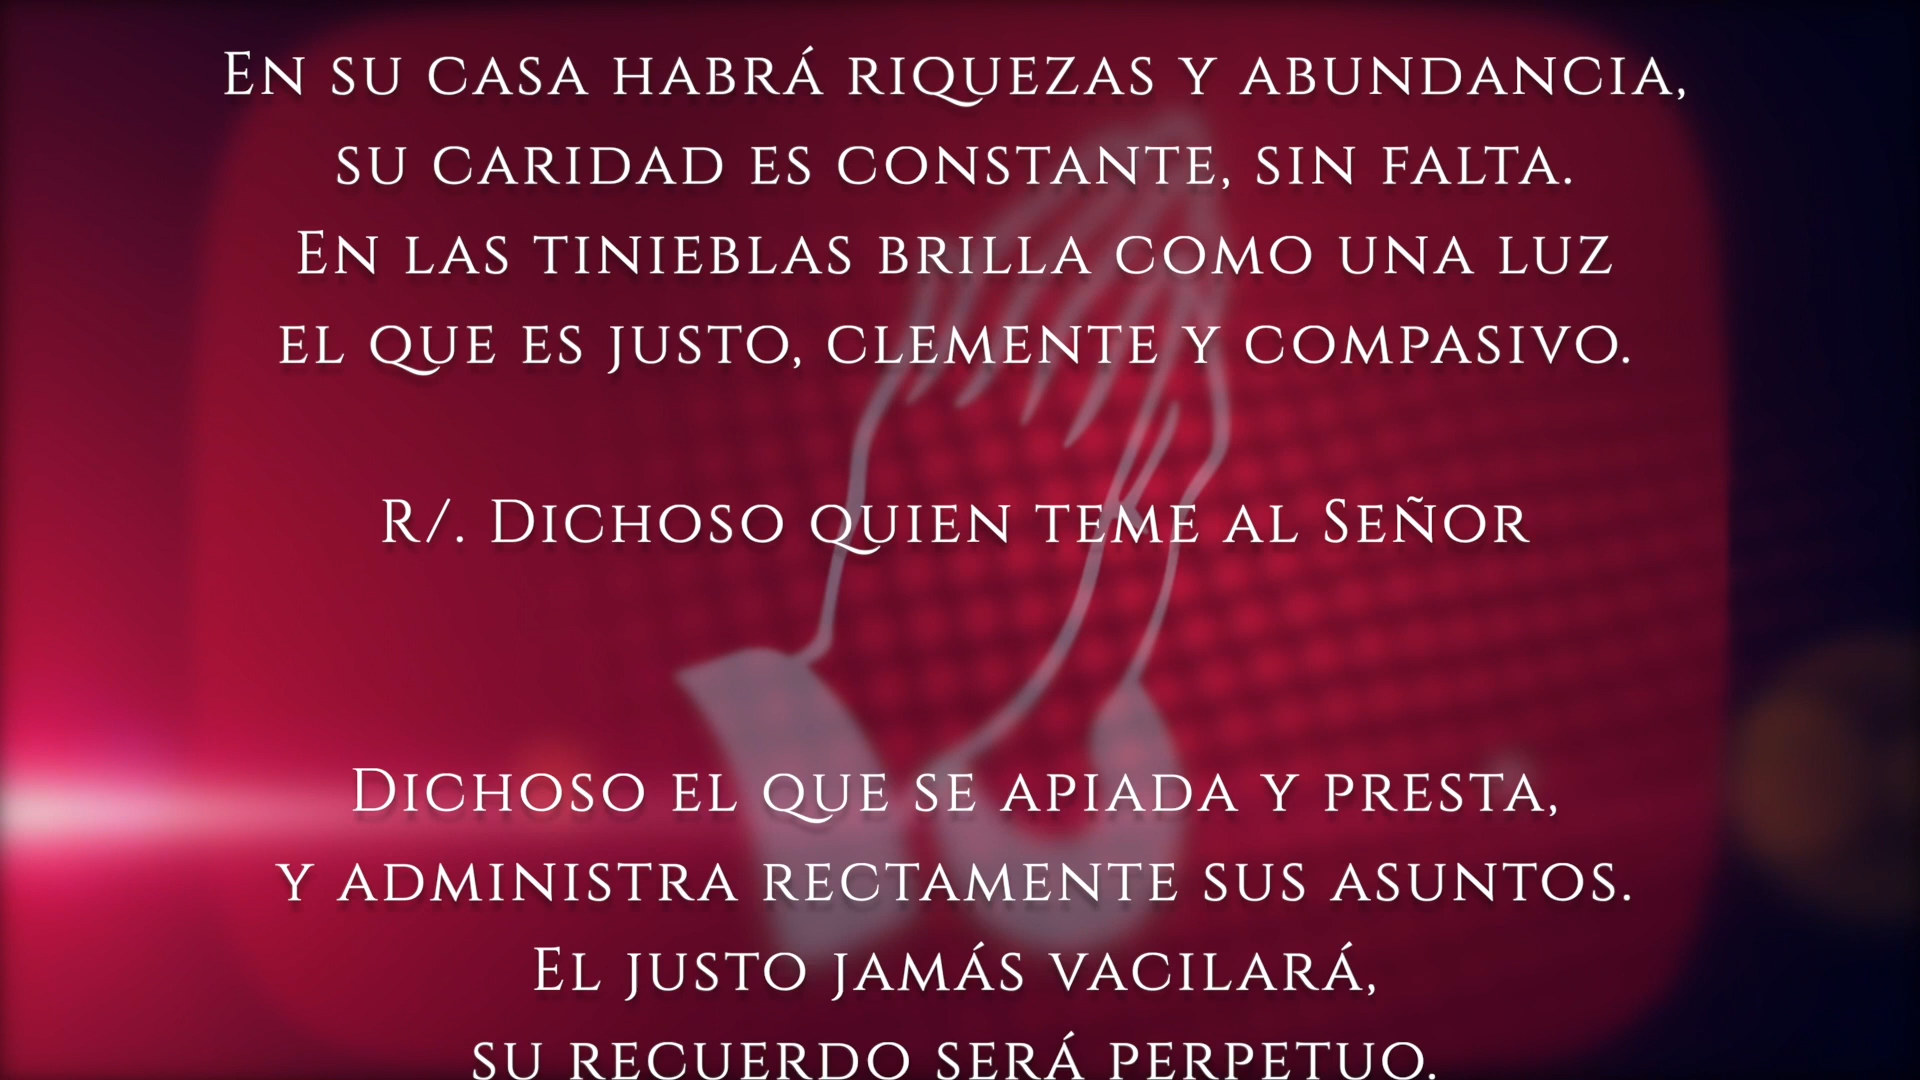 En su casa habrá riquezas y abundancia,
su caridad es constante, sin falta.
En las tinieblas brilla como una luz
el que es justo, clemente y compasivo.
R/. Dichoso quien teme al Señor
Dichoso el que se apiada y presta,
y administra rectamente sus asuntos.
El justo jamás vacilará,
su recuerdo será perpetuo.